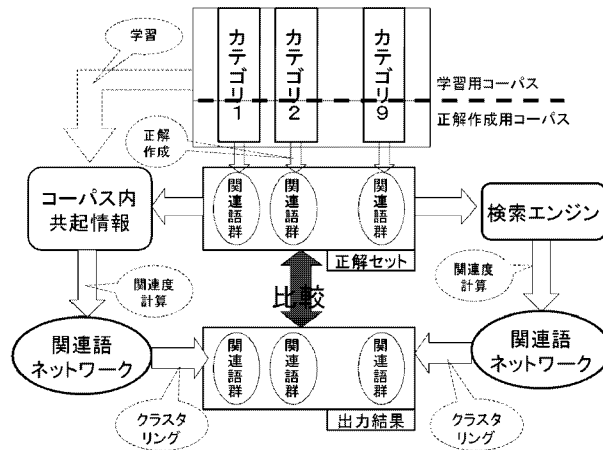 学習
カテゴリ1
カテゴリ2
カテゴリ9
学習用コーパス
正解作成用コーパス
正解
作成
コーパス内
共起情報
関連語群
関連語群
関連語群
正解セット
検索エンジン
関連度
計算
比較
関連度
計算
関連語
ネットワーク
関連語群
関連語群
関連語群
出力結果
関連語
ネットワーク
クラスタ
リング
クラスタ
リング